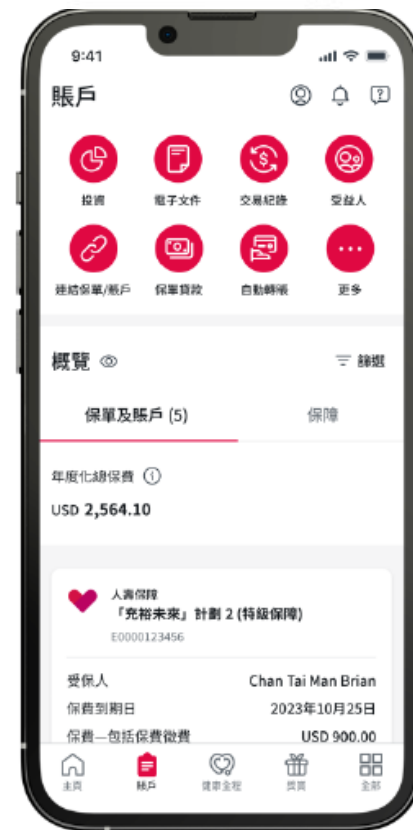 9:41
賬戶
投資 電子文件 交易紀錄 受益人
連結保單/賬戶 保單貸款 自動轉賬 更多
概覽 篩選
保單及賬戶 (5) 保障
年度化總保費
USD 2,564.10
人壽保障
「充裕未來」計劃 2 (特級保障)
E0000123456
受保人 Chan Tai Man Brian
保費到期日 2023年10月25日
保費—包括保費徵費 USD 900.00
主頁 賬戶 健康全程 獎賞 全部